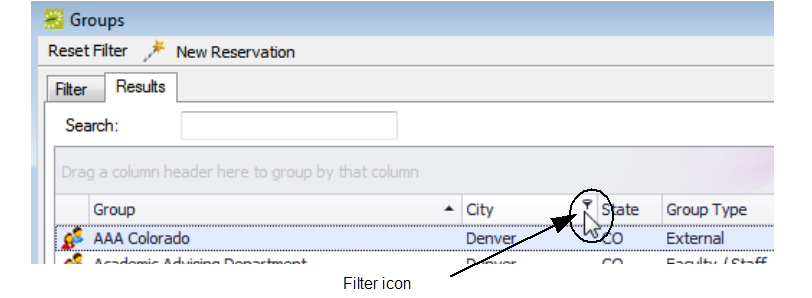 Groups
Reset Filter New Reservation
Filter Results
Search:
Drag a column header here to group by that column
Group City State Group Type
AAA Colorado Denver CO External
Academic Advising Department Denver CO Faculty / Staff
Filter icon